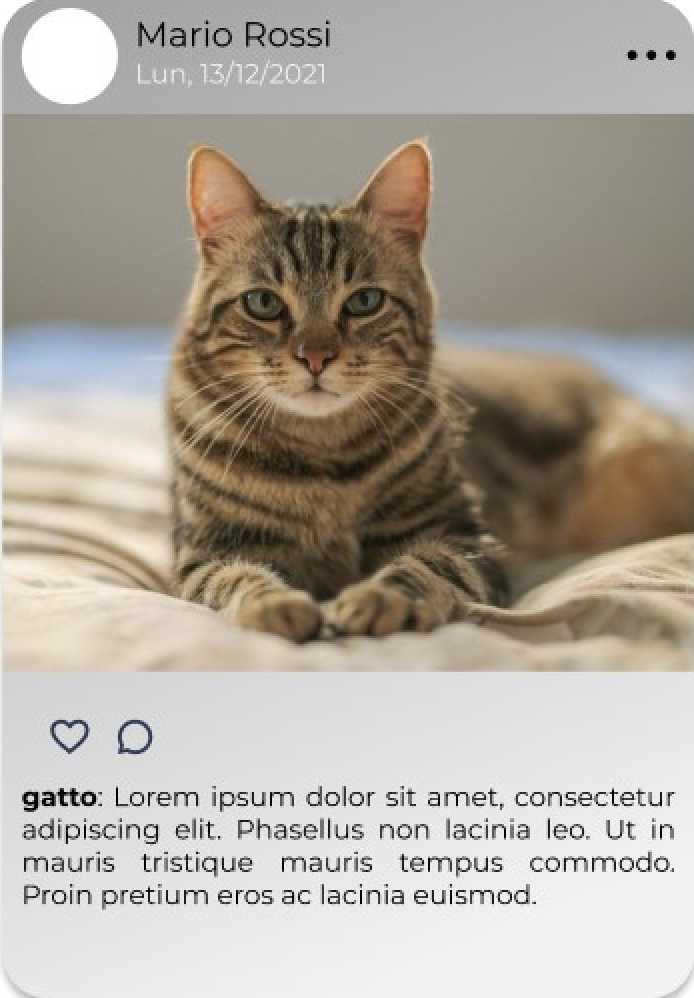 Mario Rossi
Lun, 13/12/2021
gatto: Lorem ipsum dolor sit amet, consectetur
adipiscing elit. Phasellus non lacinia leo. Ut in
mauris tristique mauris tempus commodo.
Proin pretium eros ac lacinia euismod.